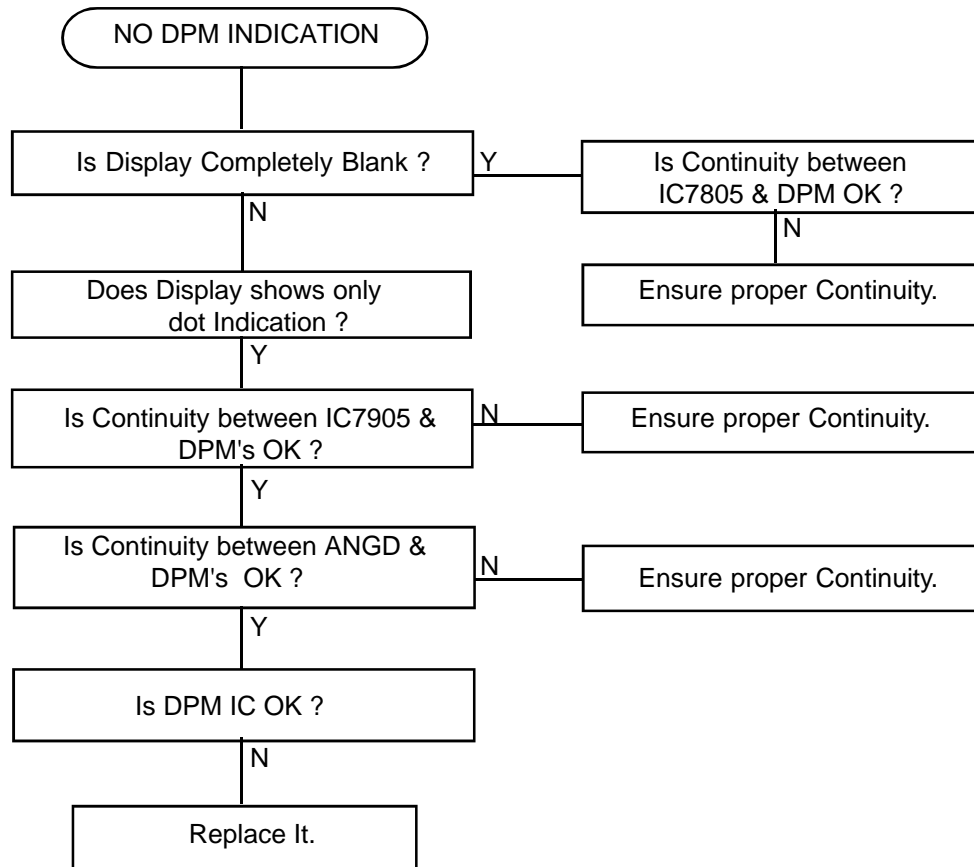 NO DPM INDICATION
Is Display Completely Blank ?
Y
Is Continuity between
IC7805 & DPM OK ?
N
N
Ensure proper Continuity.
Does Display shows only
dot Indication ?
Y
Is Continuity between IC7905 &
DPM's OK ?
N
Ensure proper Continuity.
Y
Is Continuity between ANGD &
DPM's OK ?
N
Ensure proper Continuity.
Y
Is DPM IC OK ?
N
Replace It.